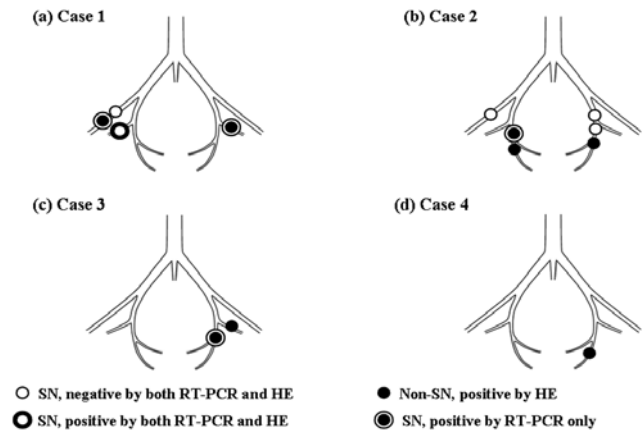 (a) Case 1
(b) Case 2
(c) Case 3
(d) Case 4
SN, negative by both RT-PCR and HE
Non-SN, positive by HE
SN, positive by both RT-PCR and HE
SN, positive by RT-PCR only